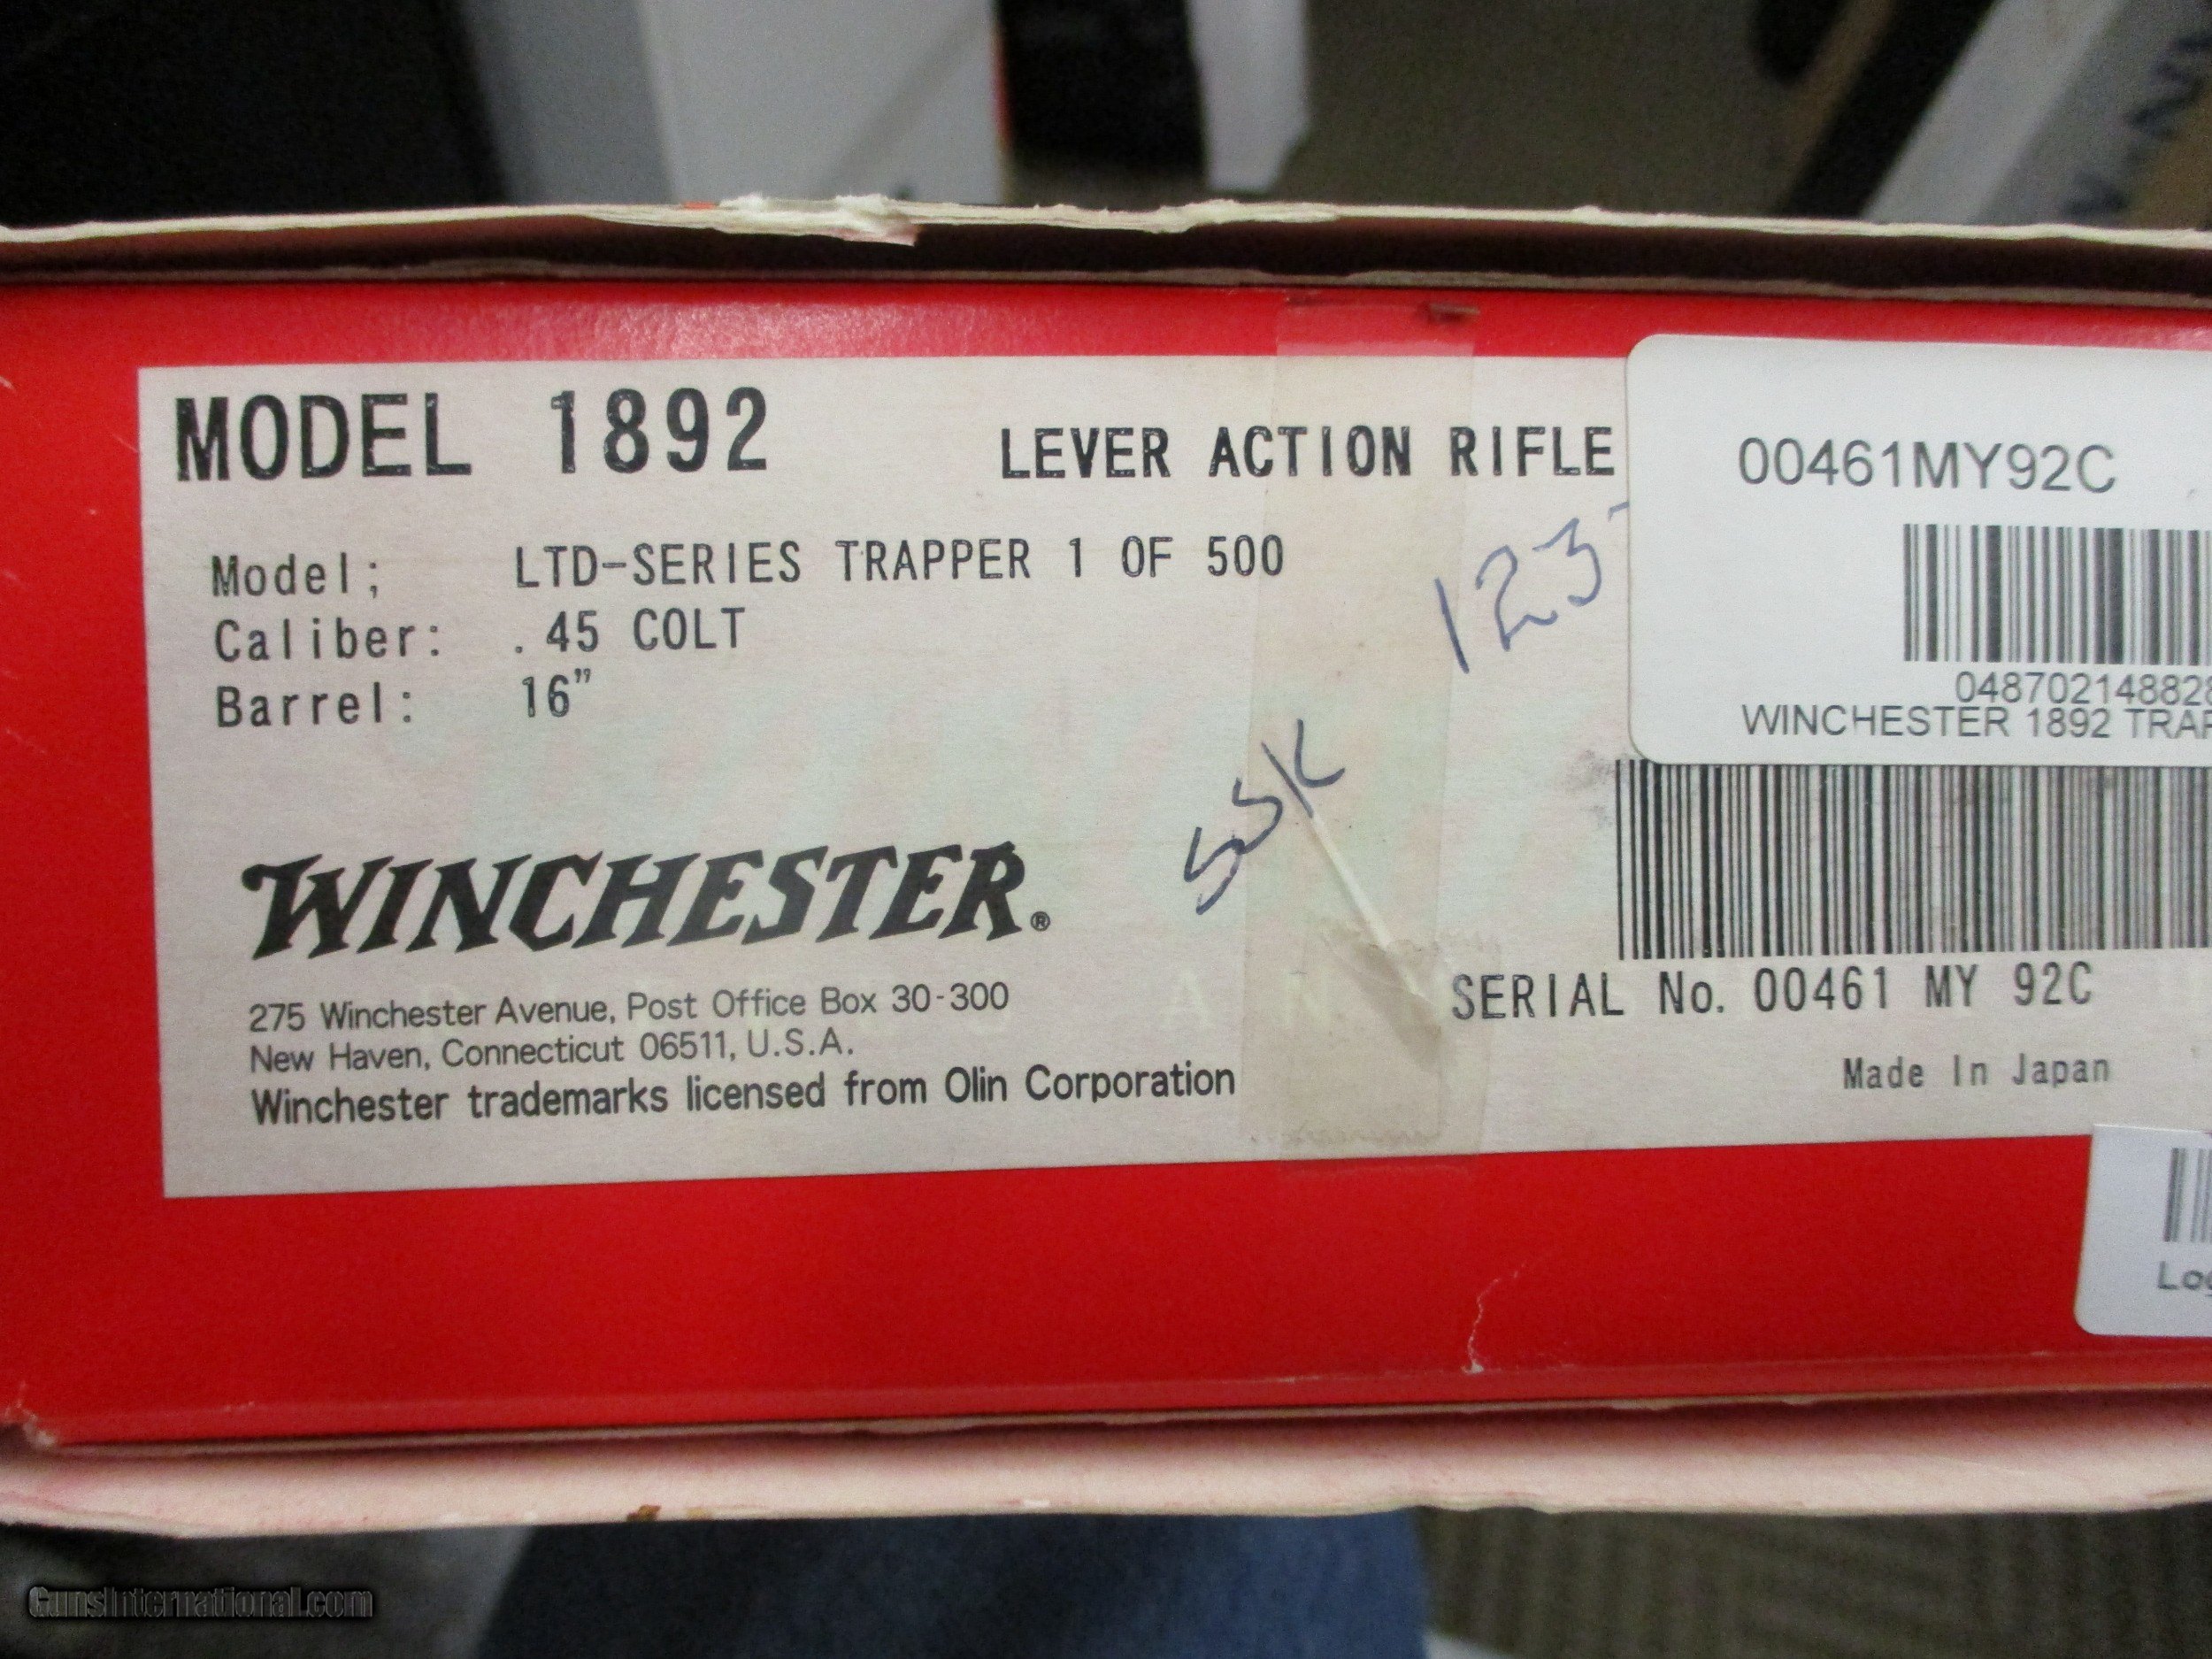 MODEL 1892 LEVER ACTION RIFLE
Model; LTD-SERIES TRAPPER 1 OF 500
Caliber: .45 COLT
Barrel: 16”
123
SSK
WINCHESTER®
275 Winchester Avenue, Post Office Box 30-300
New Haven, Connecticut 06511, U.S.A.
Winchester trademarks licensed from Olin Corporation
00461MY92C
048702148828
WINCHESTER 1892
SERIAL No. 00461 MY 92C
Made In Japan
GunsInternational.com